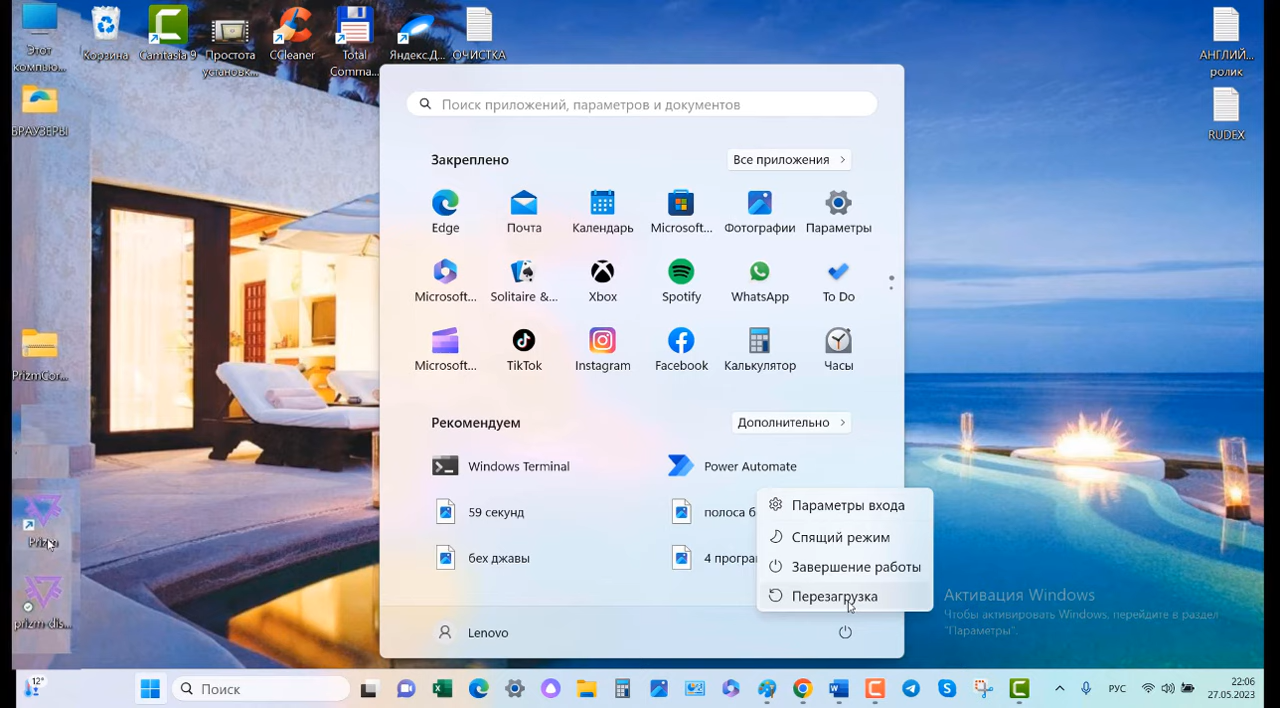 Этот
компью...
Корзина
Camtasia 9
Простота
установк...
CCleaner
Total
Comma...
Яндекс.Д...
ОЧИСТКА
АНГЛИЙ...
ролик
БРАУЗЕРЫ
RUDEX
Поиск приложений, параметров и документов
Закреплено
Все приложения
Edge
Почта
Календарь
Microsoft...
Фотографии
Параметры
Microsoft...
Solitaire &...
Xbox
Spotify
WhatsApp
To Do
Microsoft...
TikTok
Instagram
Facebook
Калькулятор
Часы
PrizmCor...
Рекомендуем
Дополнительно
Windows Terminal
Power Automate
59 секунд
полоса б
бех джавы
4 програ
Параметры входа
Спящий режим
Завершение работы
Перезагрузка
Prizm
prizm-dis...
Активация Windows
Чтобы активировать Windows, перейдите в раздел
"Параметры".
Lenovo
12°
Поиск
РУС
22:06
27.05.2023